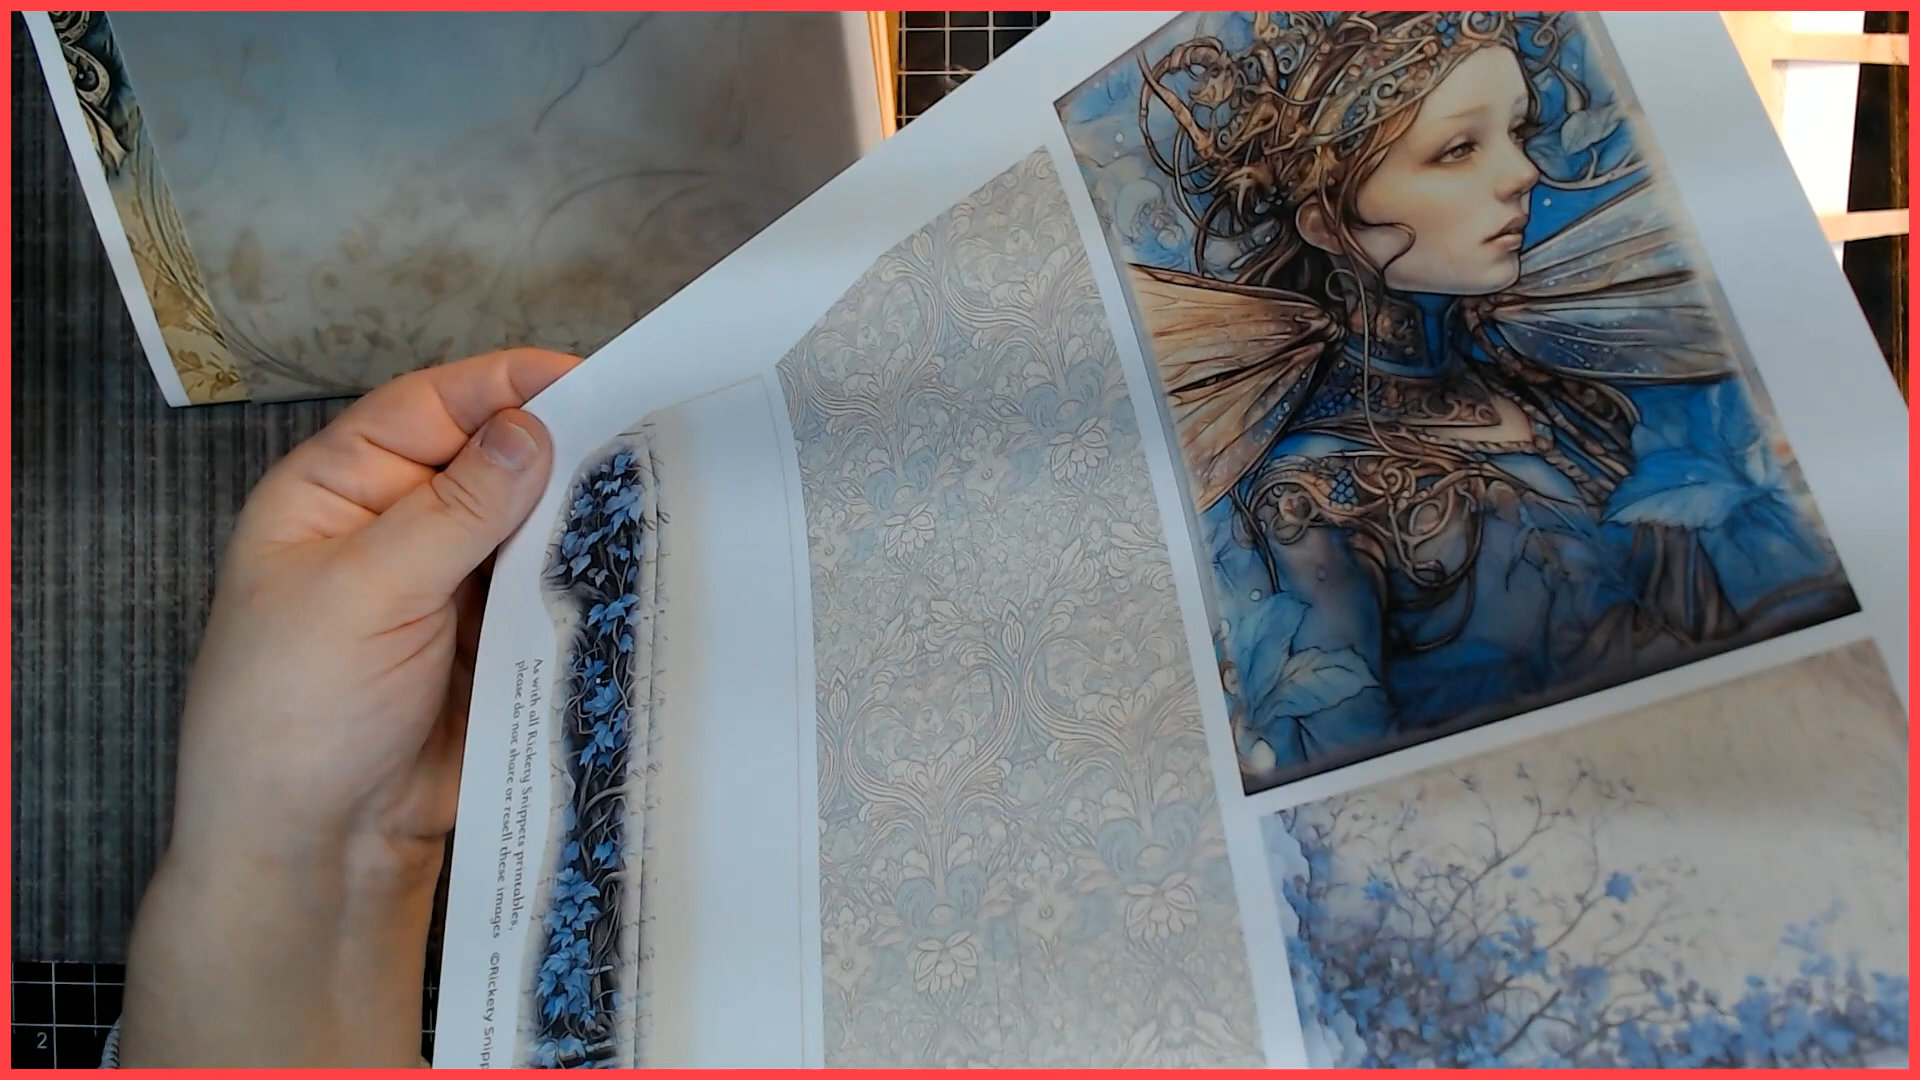 As with all Rickety Snippets printables,
please do not share or resell these images ©Rickety Snipp
2